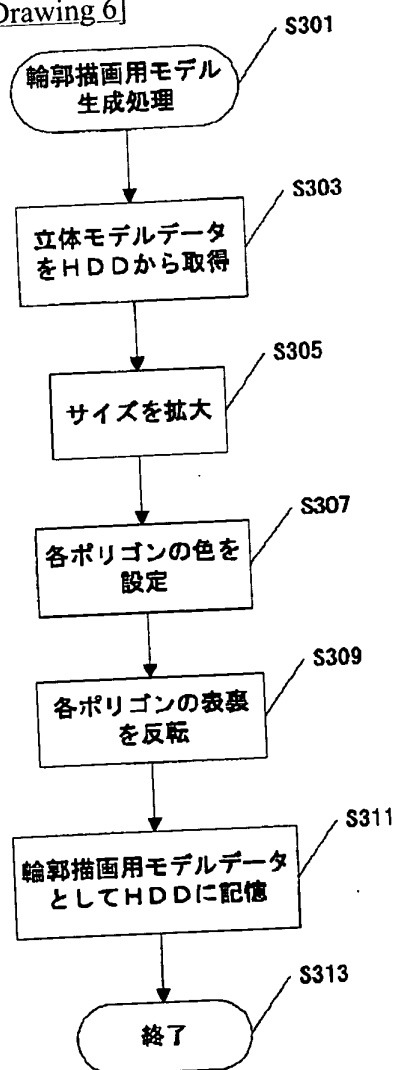 Drawing 6]
S301
輪郭描画用モデル
生成処理
S303
立体モデルデータ
をHDDから取得
S305
サイズを拡大
S307
各ポリゴンの色を
設定
S309
各ポリゴンの表裏
を反転
S311
輪郭描画用モデルデータ
としてHDDに記憶
S313
終了